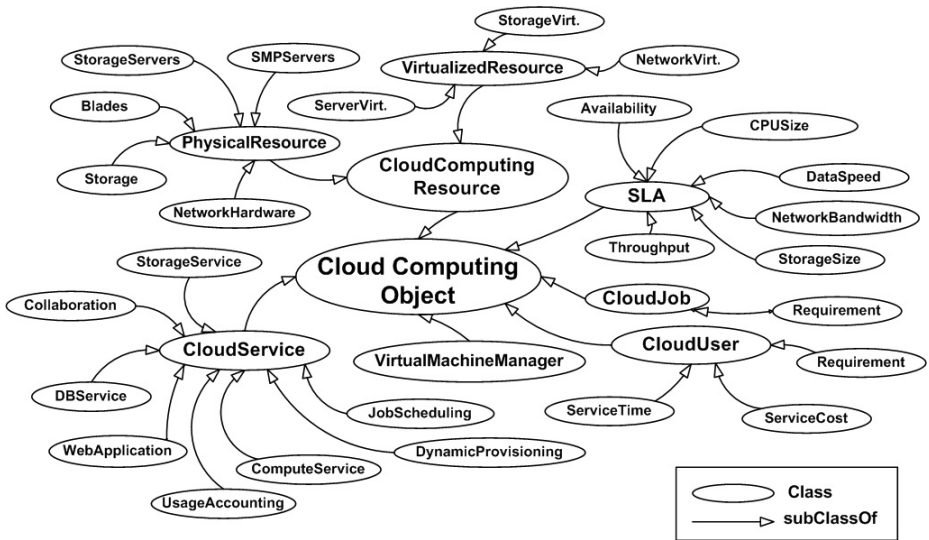 StorageVirt.
StorageServers
SMPServers
VirtualizedResource
NetworkVirt.
Blades
ServerVirt.
Availability
CPUSize
PhysicalResource
CloudComputing
Resource
Storage
DataSpeed
SLA
NetworkHardware
NetworkBandwidth
Throughput
StorageSize
StorageService
Cloud Computing
Object
Collaboration
CloudJob
Requirement
CloudService
VirtualMachineManager
CloudUser
Requirement
DBService
JobScheduling
ServiceTime
ServiceCost
WebApplication
DynamicProvisioning
ComputeService
UsageAccounting
Class
subClassOf